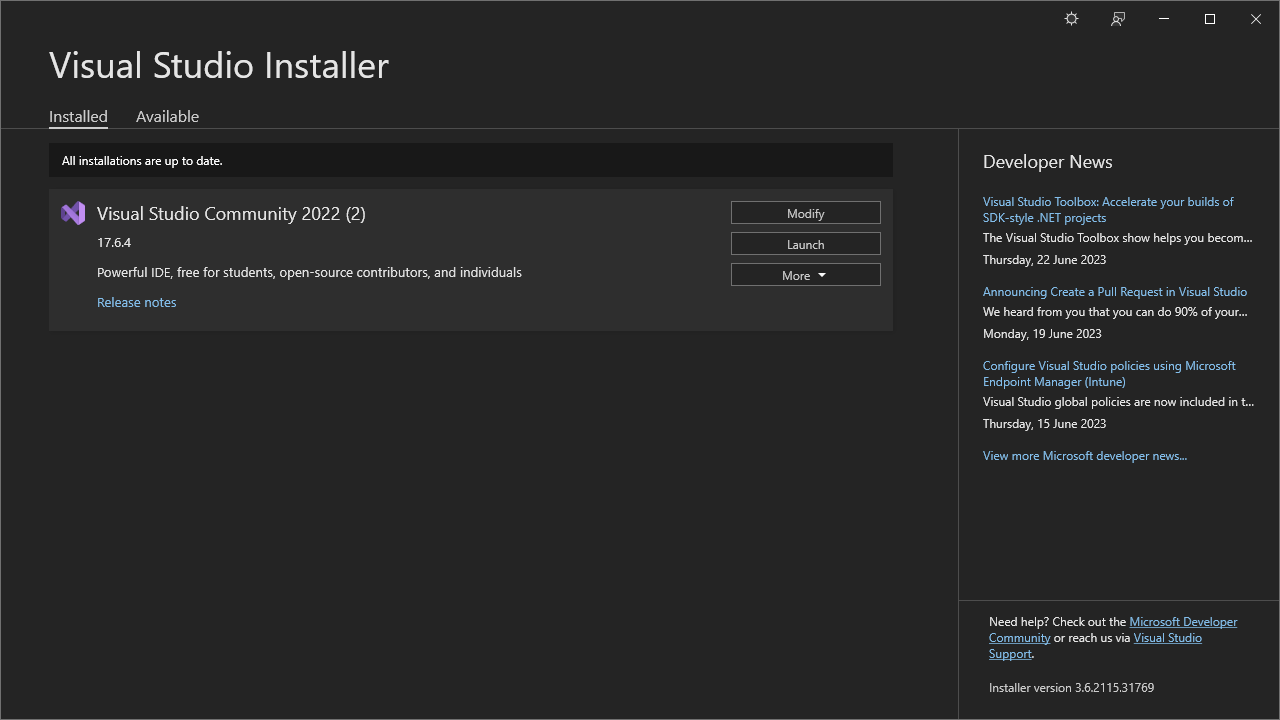 Visual Studio Installer
Installed
Available
All installations are up to date.
Visual Studio Community 2022 (2)
17.6.4
Powerful IDE, free for students, open-source contributors, and individuals
Release notes
Modify
Launch
More
Developer News
Visual Studio Toolbox: Accelerate your builds of
SDK-style .NET projects
The Visual Studio Toolbox show helps you becom...
Thursday, 22 June 2023
Announcing Create a Pull Request in Visual Studio
We heard from you that you can do 90% of your...
Monday, 19 June 2023
Configure Visual Studio policies using Microsoft
Endpoint Manager (Intune)
Visual Studio global policies are now included in t...
Thursday, 15 June 2023
View more Microsoft developer news...
Need help? Check out the Microsoft Developer
Community or reach us via Visual Studio
Support.
Installer version 3.6.2115.31769